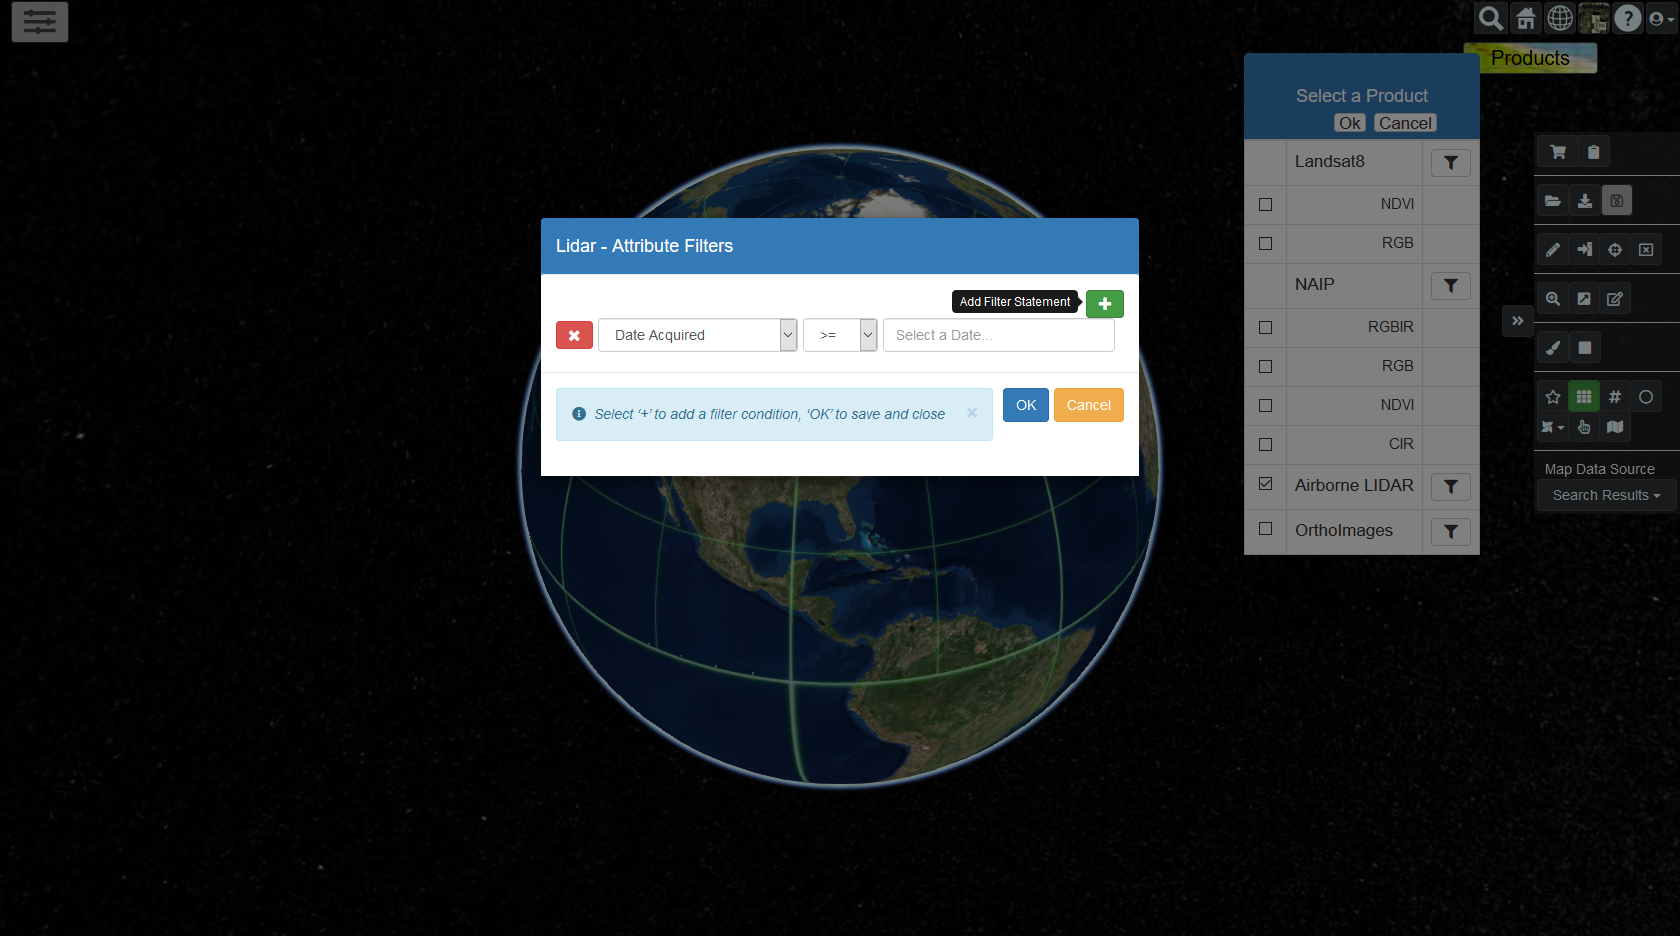 Products
Select a Product
Ok Cancel
Landsat8
NDVI
RGB
NAIP
RGBIR
RGB
NDVI
CIR
Airborne LIDAR
OrthoImages
Lidar - Attribute Filters
Add Filter Statement
Date Acquired >= Select a Date...
Select ‘+’ to add a filter condition, ‘OK’ to save and close
OK Cancel
Map Data Source
Search Results